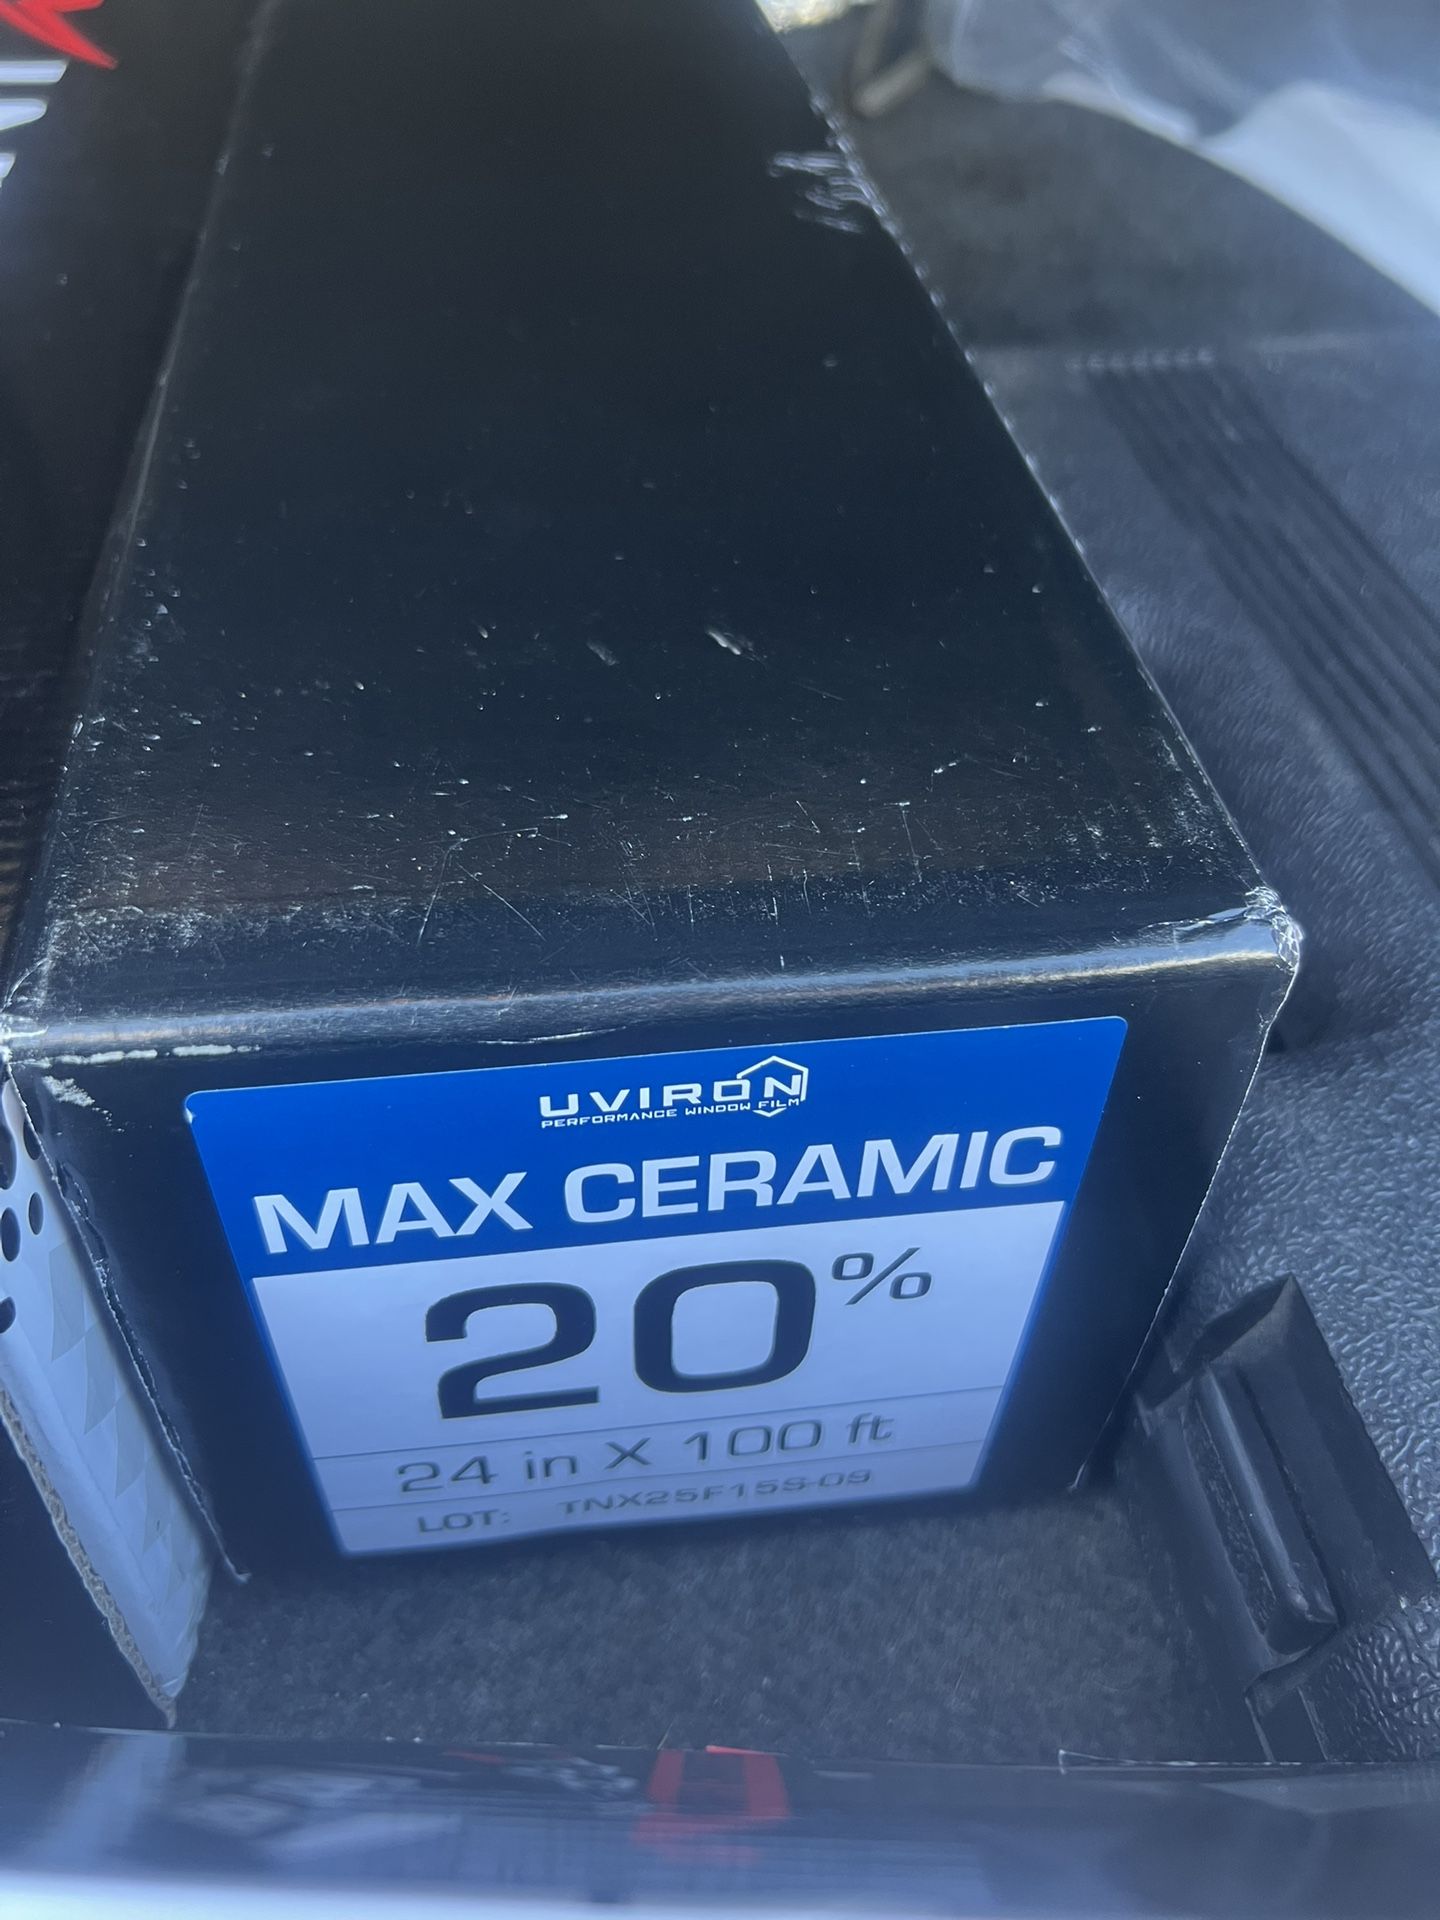 UVIRON
PERFORMANCE WINDOW FILM
MAX CERAMIC
20%
24 in X 100 ft
LOT: TNX25F15S-09